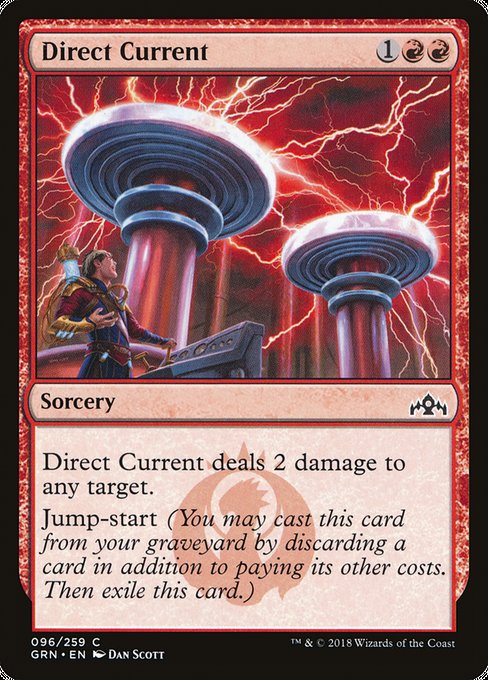 Direct Current 1
Sorcery
Direct Current deals 2 damage to
any target.
Jump-start (You may cast this card
from your graveyard by discarding a
card in addition to paying its other costs.
Then exile this card.)
096/259 C
GRN • EN Dan Scott
™ & © 2018 Wizards of the Coast